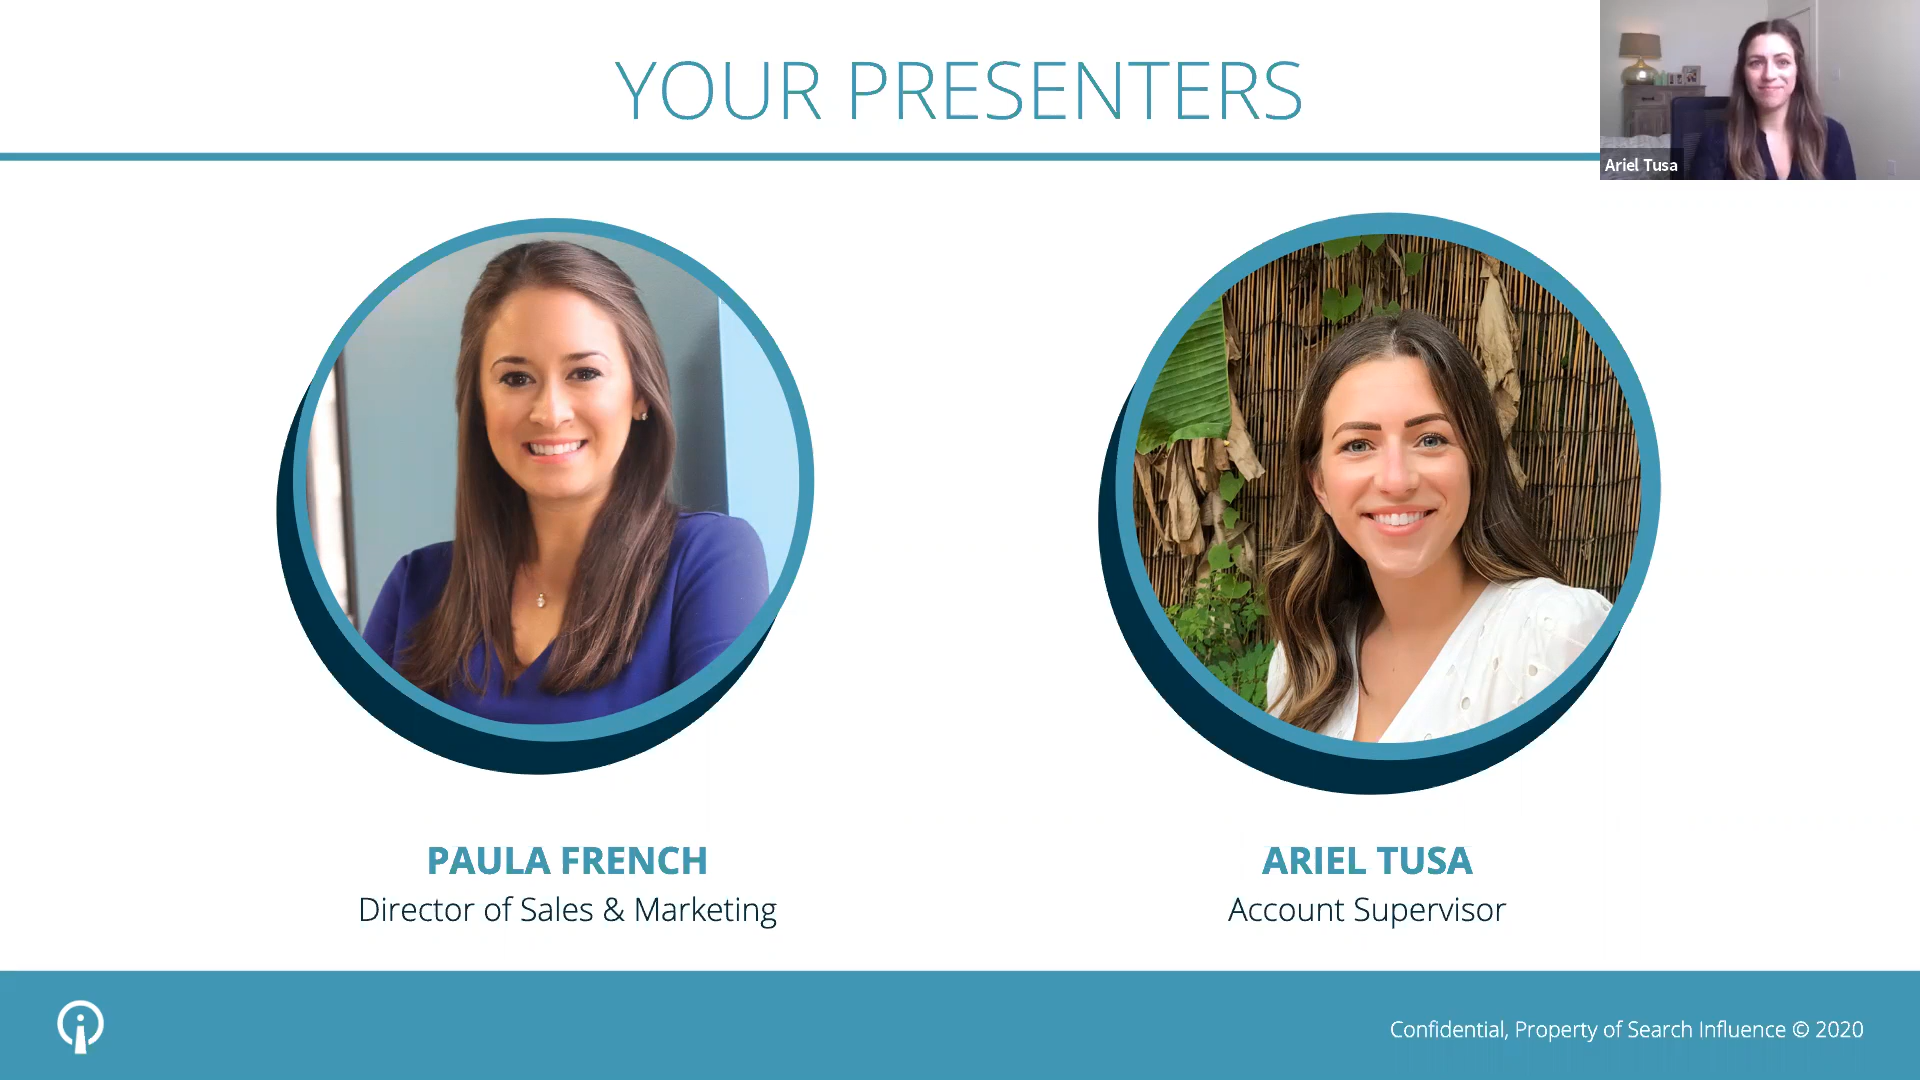 YOUR PRESENTERS
Ariel Tusa
PAULA FRENCH
Director of Sales & Marketing
ARIEL TUSA
Account Supervisor
Confidential, Property of Search Influence © 2020